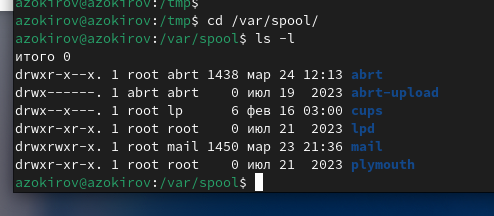 azokirov@azokirov:/tmp$
azokirov@azokirov:/tmp$ cd /var/spool/
azokirov@azokirov:/var/spool$ ls -l
итого 0
drwxr-x--x. 1 root abrt 1438 мар 24 12:13 abrt
drwx------. 1 abrt abrt    0 июл 19  2023 abrt-upload
drwx--x---. 1 root lp      6 фев 16 03:00 cups
drwxr-xr-x. 1 root root    0 июл 21  2023 lpd
drwxrwxr-x. 1 root mail 1450 мар 23 21:36 mail
drwxr-xr-x. 1 root root    0 июл 21  2023 plymouth
azokirov@azokirov:/var/spool$